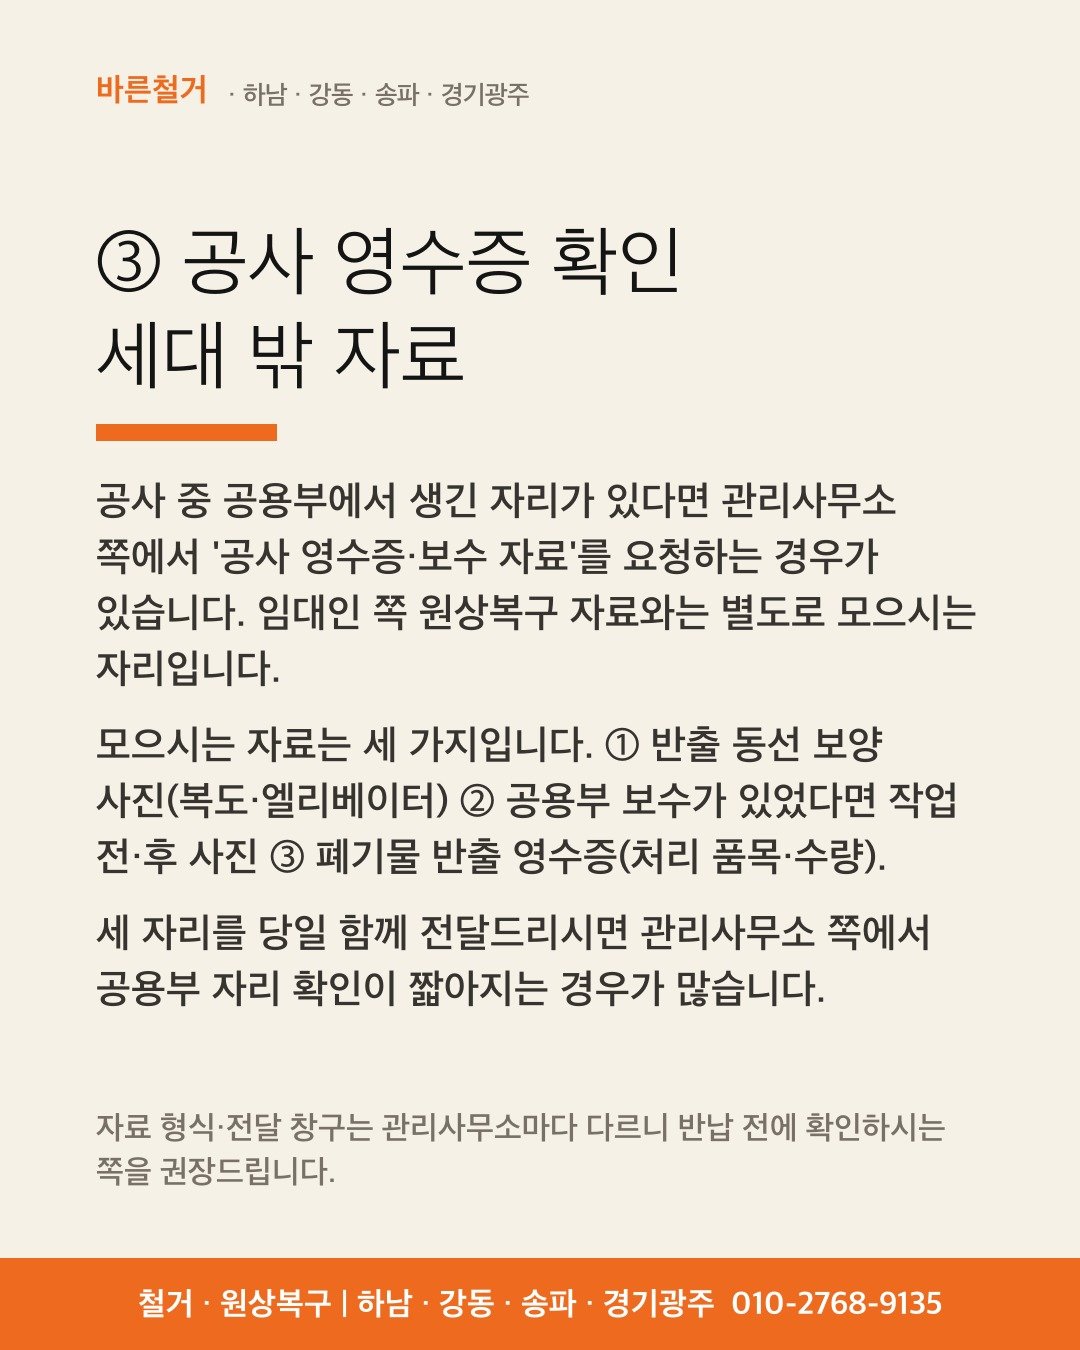 바른철거 · 하남 · 강동 · 송파 · 경기광주
③ 공사 영수증 확인
세대 밖 자료
공사 중 공용부에서 생긴 자리가 있다면 관리사무소
쪽에서 '공사 영수증·보수 자료'를 요청하는 경우가
있습니다. 임대인 쪽 원상복구 자료와는 별도로 모으시는
자리입니다.
모으시는 자료는 세 가지입니다. ① 반출 동선 보양
사진(복도·엘리베이터) ② 공용부 보수가 있었다면 작업
전·후 사진 ③ 폐기물 반출 영수증(처리 품목·수량).
세 자리를 당일 함께 전달드리시면 관리사무소 쪽에서
공용부 자리 확인이 짧아지는 경우가 많습니다.
자료 형식·전달 창구는 관리사무소마다 다르니 반납 전에 확인하시는
쪽을 권장드립니다.
철거 · 원상복구 | 하남 · 강동 · 송파 · 경기광주 010-2768-9135